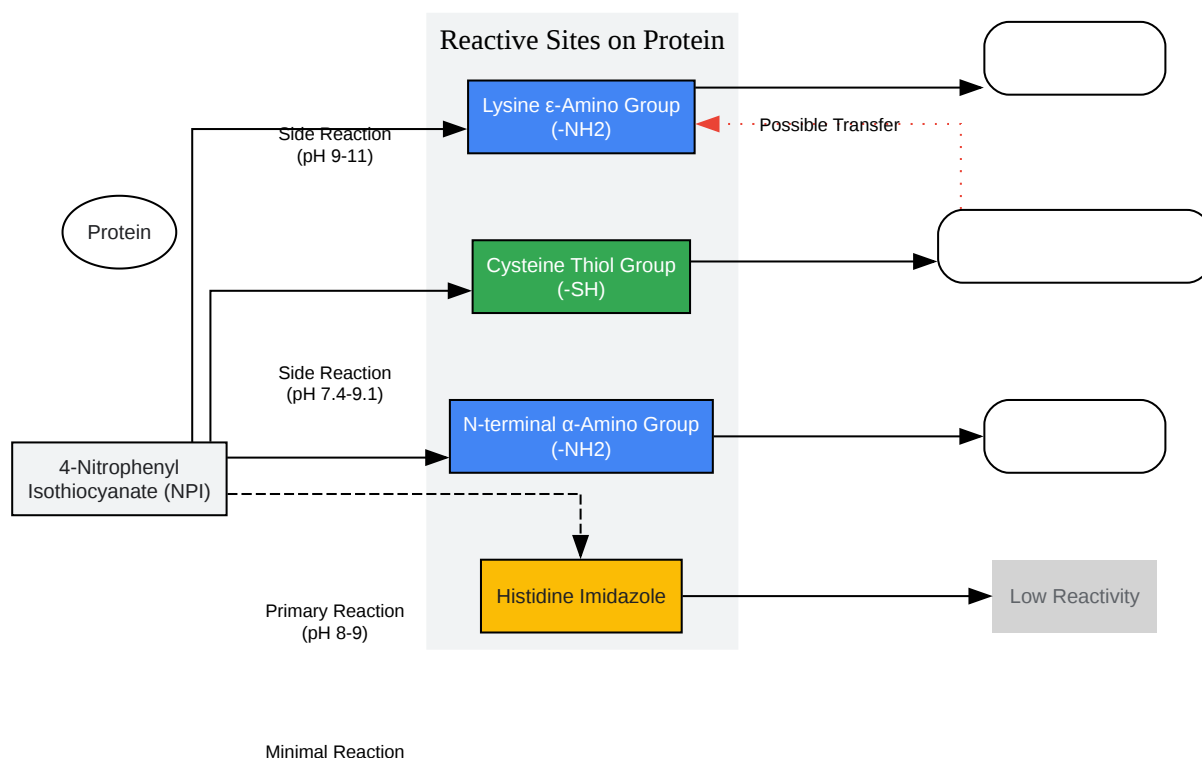 Reactive Sites on Protein
Lysine ε-Amino Group
(-NH2)
Possible Transfer
Side Reaction
(pH 9-11)
Protein
Cysteine Thiol Group
(-SH)
Side Reaction
(pH 7.4-9.1)
N-terminal α-Amino Group
(-NH2)
4-Nitrophenyl
Isothiocyanate (NPI)
Histidine Imidazole
Low Reactivity
Primary Reaction
(pH 8-9)
Minimal Reaction